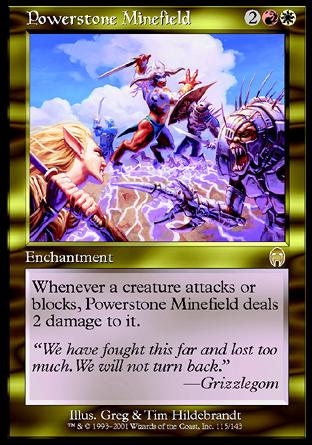 Powerstone Minefield 2
Enchantment
Whenever a creature attacks or
blocks, Powerstone Minefield deals
2 damage to it.
“We have fought this far and lost too
much. We will not turn back.”
—Grizzlegom
Illus. Greg & Tim Hildebrandt
™ & © 1993–2001 Wizards of the Coast, Inc. 115/143